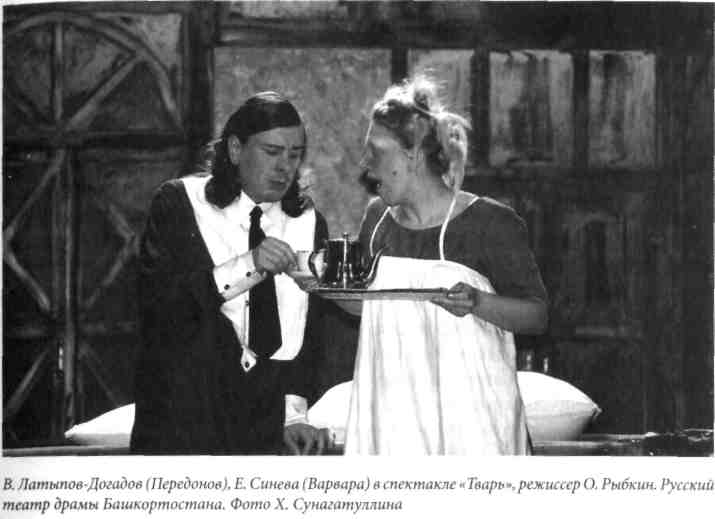 В. Латыпов-Догадов (Передонов), Е. Синева (Варвара) в спектакле «Тварь», режиссер О. Рыбкин. Русский
театр драмы Башкортостана. Фото Х. Сунагатуллина